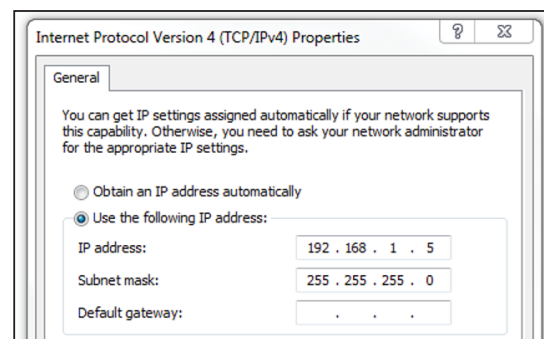 Internet Protocol Version 4 (TCP/IPv4) Properties
General
You can get IP settings assigned automatically if your network supports
this capability. Otherwise, you need to ask your network administrator
for the appropriate IP settings.
Obtain an IP address automatically
Use the following IP address:
IP address: 192 . 168 . 1 . 5
Subnet mask: 255 . 255 . 255 . 0
Default gateway: . . .